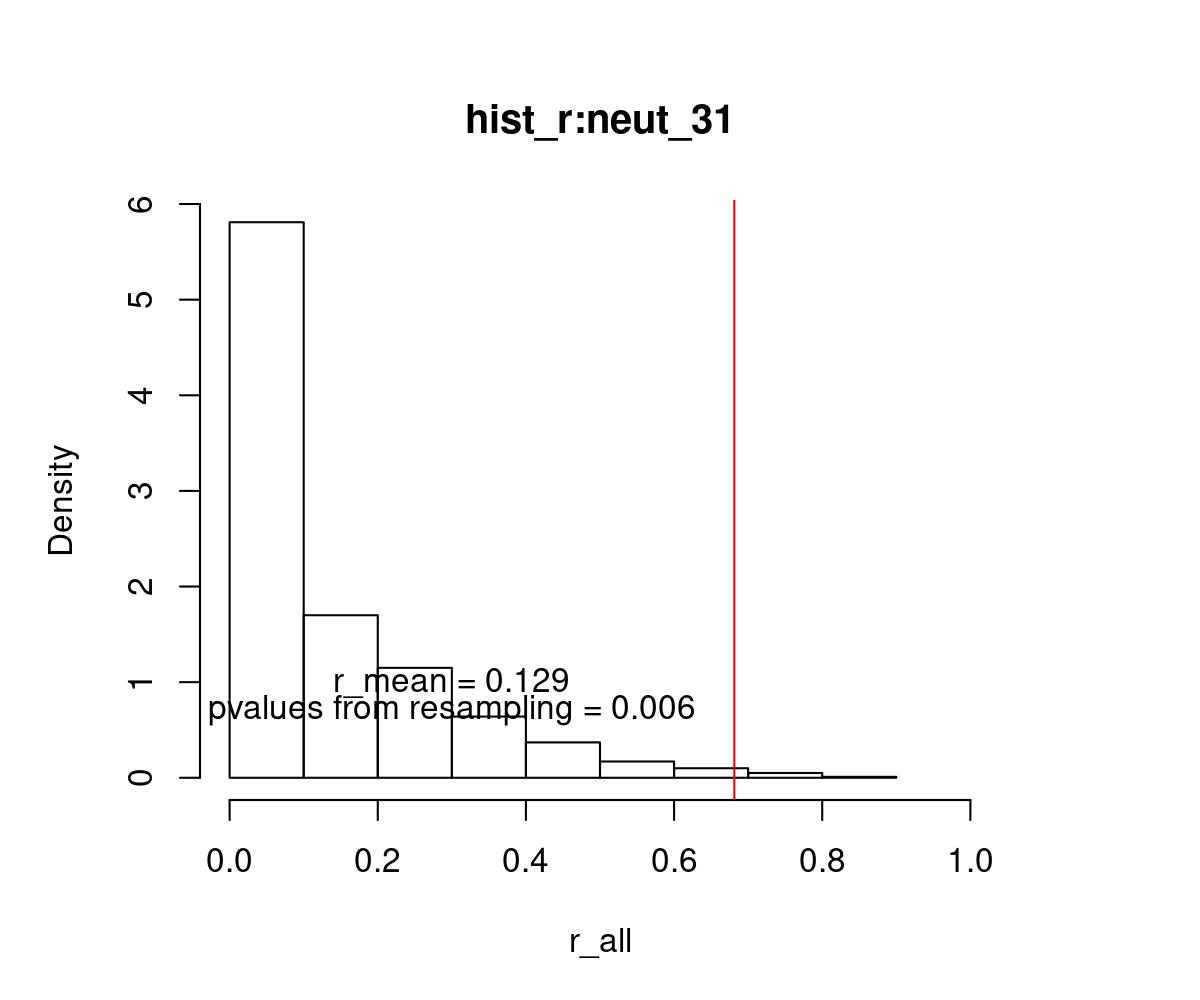 hist_r:neut_31
Density
6
5
4
3
2
1
0
r_mean = 0.129
pvalues from resampling = 0.006
0.0 0.2 0.4 0.6 0.8 1.0
r_all